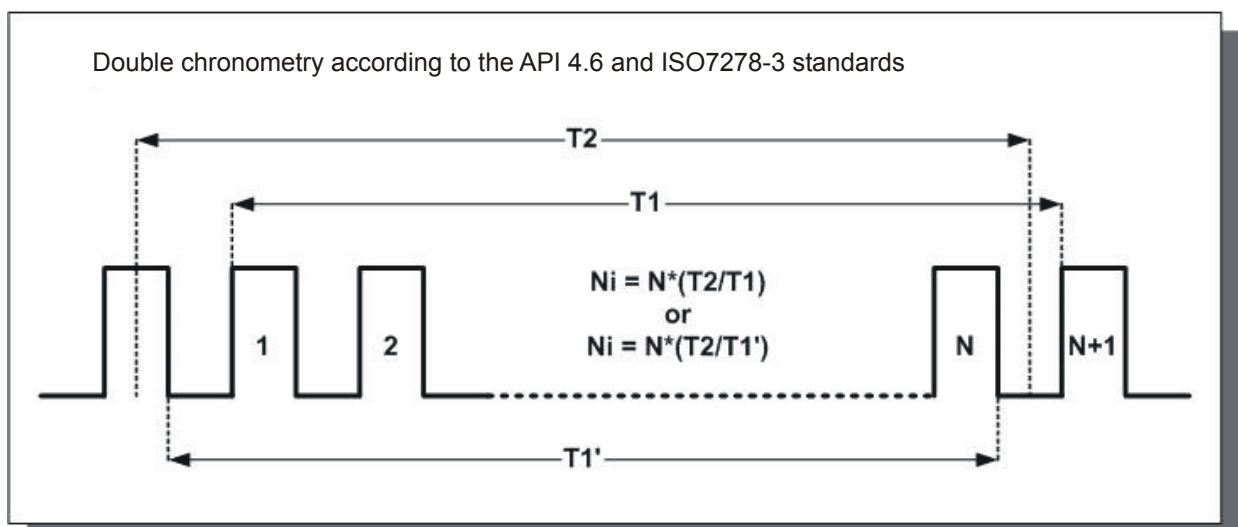 Double chronometry according to the API 4.6 and ISO7278-3 standards
T2
T1
Ni = N*(T2/T1)
or
Ni = N*(T2/T1')
1
2
N
N+1
T1'